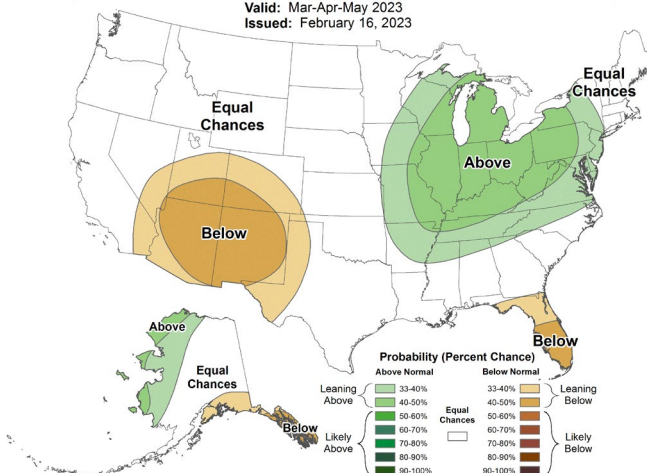 Valid: Mar-Apr-May 2023
Issued: February 16, 2023
Equal
Chances
Equal
Chances
Above
Below
Below
Above
Equal
Chances
Below
Probability (Percent Chance)
Above Normal
Below Normal
Leaning
Above
33-40%
40-50%
Likely
Above
50-60%
60-70%
70-80%
80-90%
90-100%
Equal
Chances
33-40%
40-50%
Leaning
Below
50-60%
60-70%
70-80%
80-90%
90-100%
Likely
Below